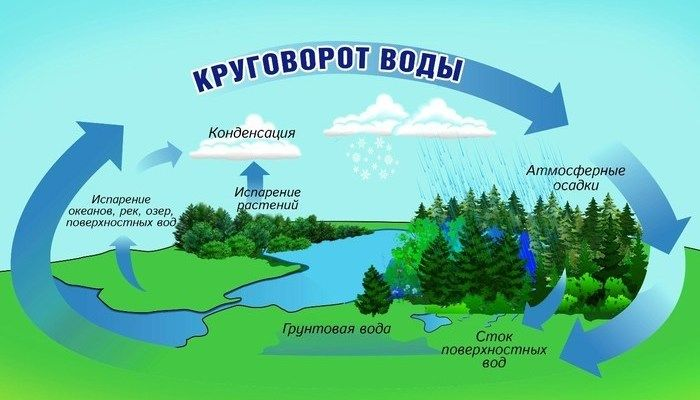 КРУГОВОРОТ ВОДЫ
Конденсация
Атмосферные
осадки
Испарение
океанов, рек, озер,
поверхностных вод
Испарение
растений
Грунтовая вода
Сток
поверхностных
вод